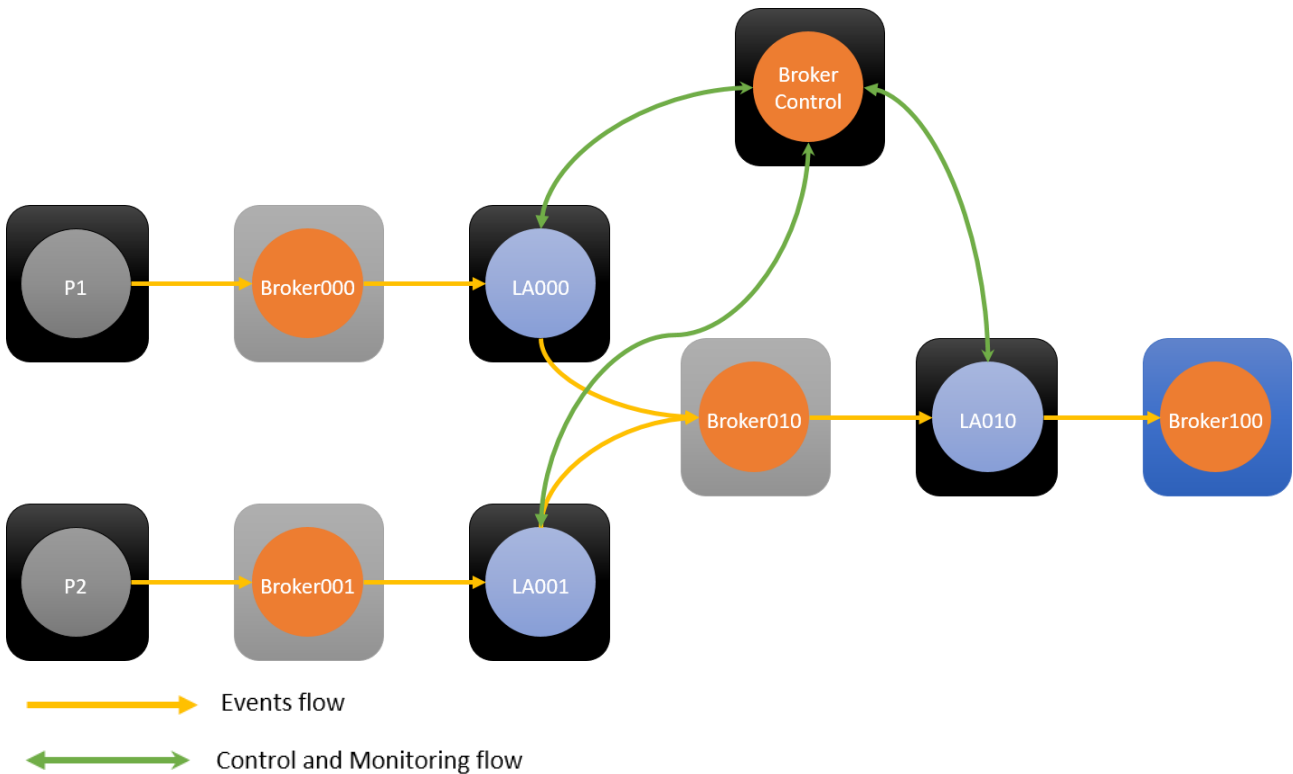 Broker
Control
P1
Broker000
LA000
Broker010
LA010
Broker100
P2
Broker001
LA001
Events flow
Control and Monitoring flow